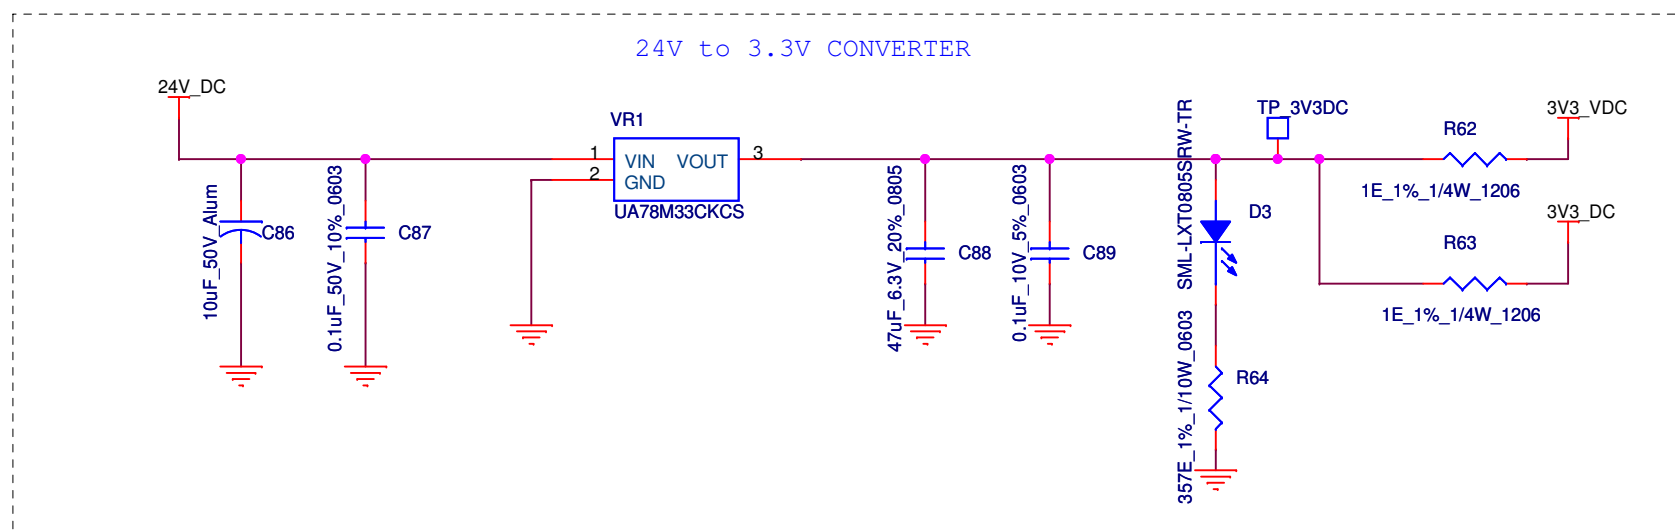 24V to 3.3V CONVERTER
24V_DC
VR1
1
VIN
VOUT
3
2
GND
UA78M33CKCS
10uF_50V_Alum
C86
0.1uF_50V_10%_0603
C87
47uF_6.3V_20%_0805
C88
0.1uF_10V_5%_0603
C89
SML-LXT0805SRW-TR
D3
357E_1%_1/10W_0603
R64
TP_3V3DC
R62
1E_1%_1/4W_1206
3V3_VDC
R63
1E_1%_1/4W_1206
3V3_DC